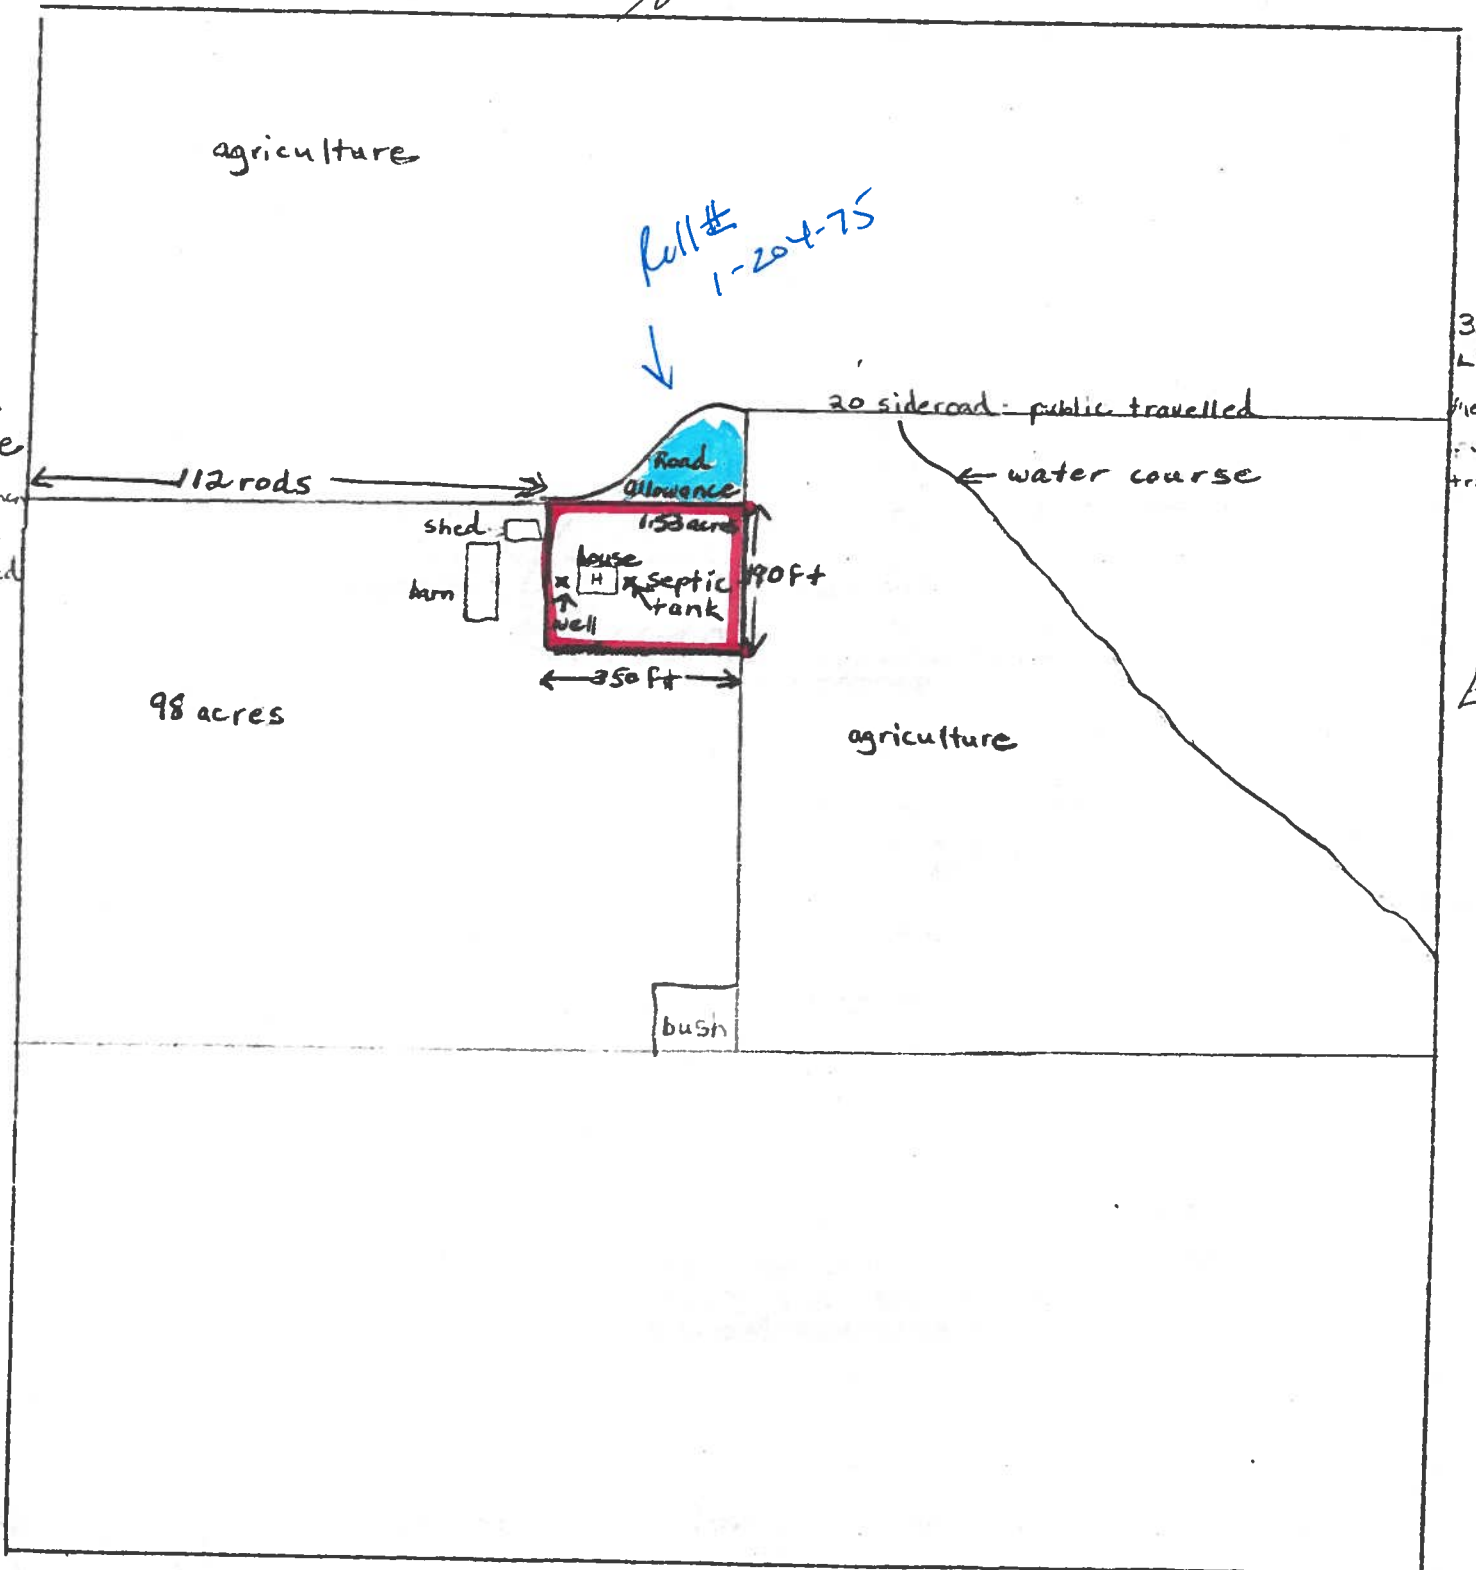 agriculture
Roll #
1-204-75
20 sideroad - public travelled
112 rods
water course
Road
allowance
1.53 acres
shed
house
H
septic
tank
190 ft
barn
well
350 ft
98 acres
agriculture
bush